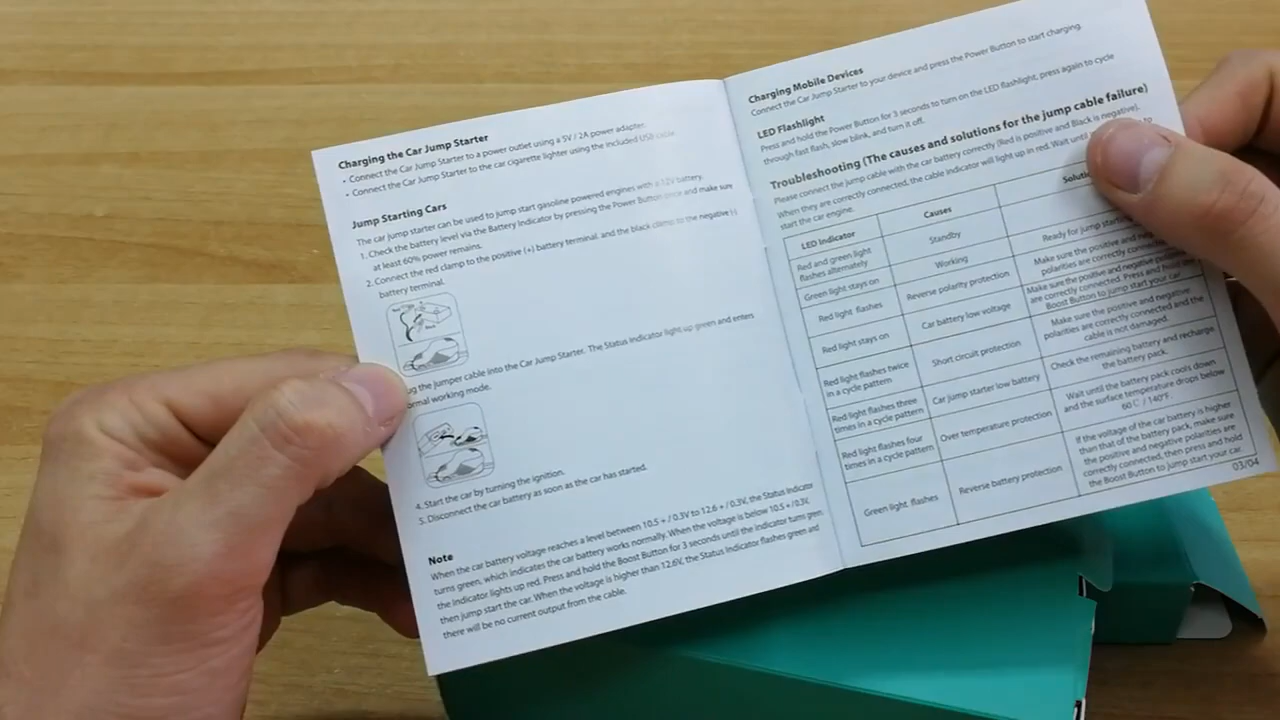 Charging the Car Jump Starter
• Connect the Car Jump Starter to a power outlet using a 5V / 2A power adapter.
• Connect the Car Jump Starter to the car cigarette lighter using the included USB cable.
Jump Starting Cars
The car jump starter can be used to jump start gasoline powered engines with a 12V battery.
1. Check the battery level via the Battery Indicator by pressing the Power Button once and make sure
at least 60% power remains.
2. Connect the red clamp to the positive (+) battery terminal, and the black clamp to the negative (-)
battery terminal.
the jumper cable into the Car Jump Starter. The Status Indicator light up green and enters
working mode.
4. Start the car by turning the ignition.
5. Disconnect the car battery as soon as the car has started.
Note
When the car battery voltage reaches a level between 10.5 + / 0.3V to 12.6 + / 0.3V, the Status Indicator
turns green, which indicates the car battery works normally. When the voltage is below 10.5 + / 0.3V,
the indicator lights up red. Press and hold the Boost Button for 3 seconds until the indicator turns green
then jump start the car. When the voltage is higher than 12.6V, the Status Indicator flashes green and
there will be no current output from the cable.
Charging Mobile Devices
Connect the Car Jump Starter to your device and press the Power Button to start charging.
LED Flashlight
Press and hold the Power Button for 3 seconds to turn on the LED flashlight, press again to cycle
through fast flash, slow blink, and turn it off.
Troubleshooting (The causes and solutions for the jump cable failure)
Please connect the jump cable with the car battery correctly (Red is positive and Black is negative).
When they are correctly connected, the cable indicator will light up in red. Wait until to
start the car engine.
LED Indicator Causes
Red and green light
flashes alternately
Standby
Ready for jump
Green light stays on
Working
Make sure the positive and
polarities are correctly
Red light flashes
Reverse polarity protection
Make sure the positive and negative
are correctly connected. Press and
Boost Button to jump start your car
Red light stays on
Car battery low voltage
Make sure the positive and negative
polarities are correctly connected and the
cable is not damaged.
Red light flashes twice
in a cycle pattern
Short circuit protection
Check the remaining battery and recharge
the battery pack.
Red light flashes three
times in a cycle pattern
Car jump starter low battery
Wait until the battery pack cools down
and the surface temperature drops below
60℃ / 140℉.
Red light flashes four
times in a cycle pattern
Over temperature protection
If the voltage of the car battery is higher
than that of the battery pack, make sure
the positive and negative polarities are
correctly connected, then press and hold
the Boost Button to jump start your car.
Green light flashes
Reverse battery protection
03/04